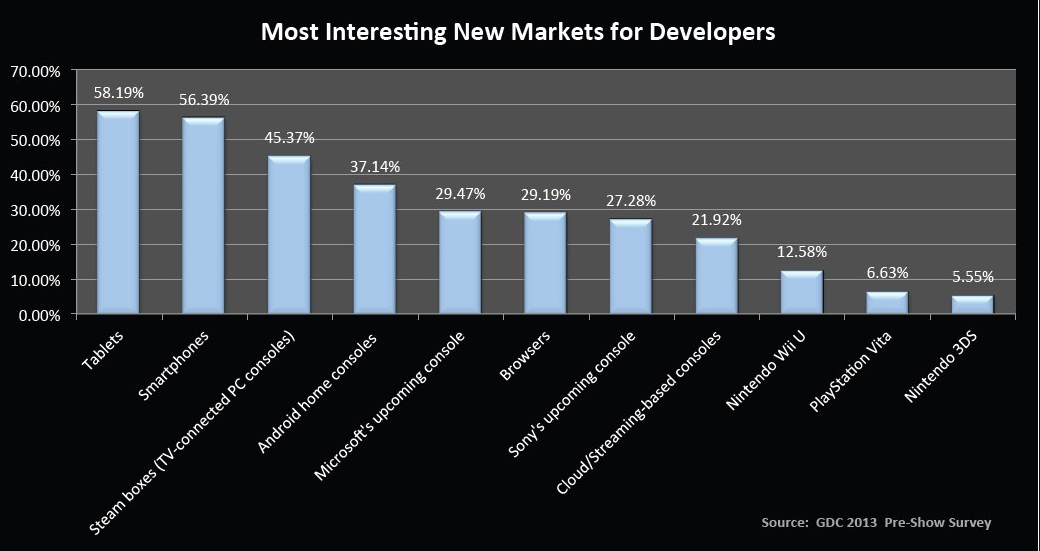 Most Interesting New Markets for Developers
70.00%
60.00%
50.00%
40.00%
30.00%
20.00%
10.00%
0.00%
58.19%
56.39%
45.37%
37.14%
29.47%
29.19%
27.28%
21.92%
12.58%
6.63%
5.55%
Tablets
Smartphones
Steam boxes (TV-connected PC consoles)
Android home consoles
Microsoft's upcoming console
Browsers
Sony's upcoming console
Cloud/Streaming-based consoles
Nintendo Wii U
PlayStation Vita
Nintendo 3DS
Source: GDC 2013 Pre-Show Survey